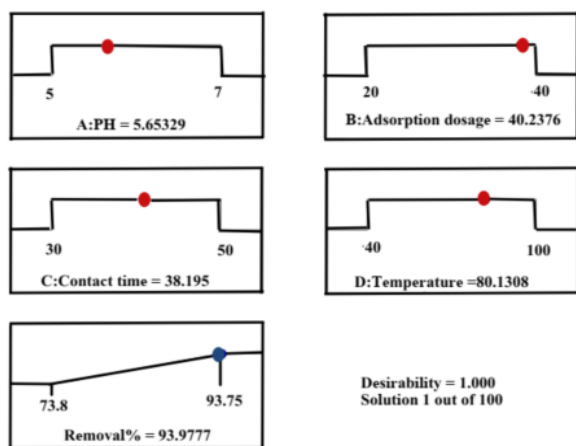 5 7
A:PH = 5.65329
20 ·40
B:Adsorption dosage = 40.2376
30 50
C:Contact time = 38.195
·40 100
D:Temperature =80.1308
73.8 93.75
Removal% = 93.9777
Desirability = 1.000
Solution 1 out of 100